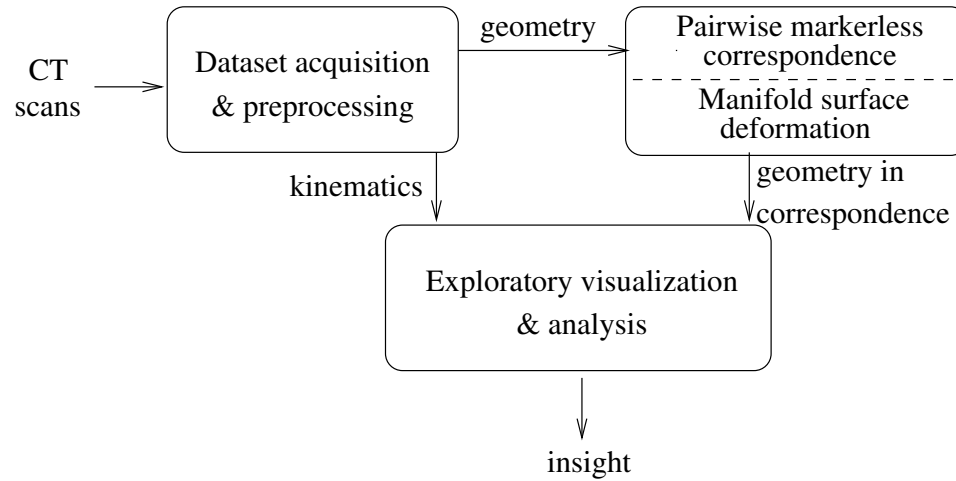 CT
scans
Dataset acquisition
& preprocessing
geometry
Pairwise markerless
correspondence
Manifold surface
deformation
kinematics
geometry in
correspondence
Exploratory visualization
& analysis
insight